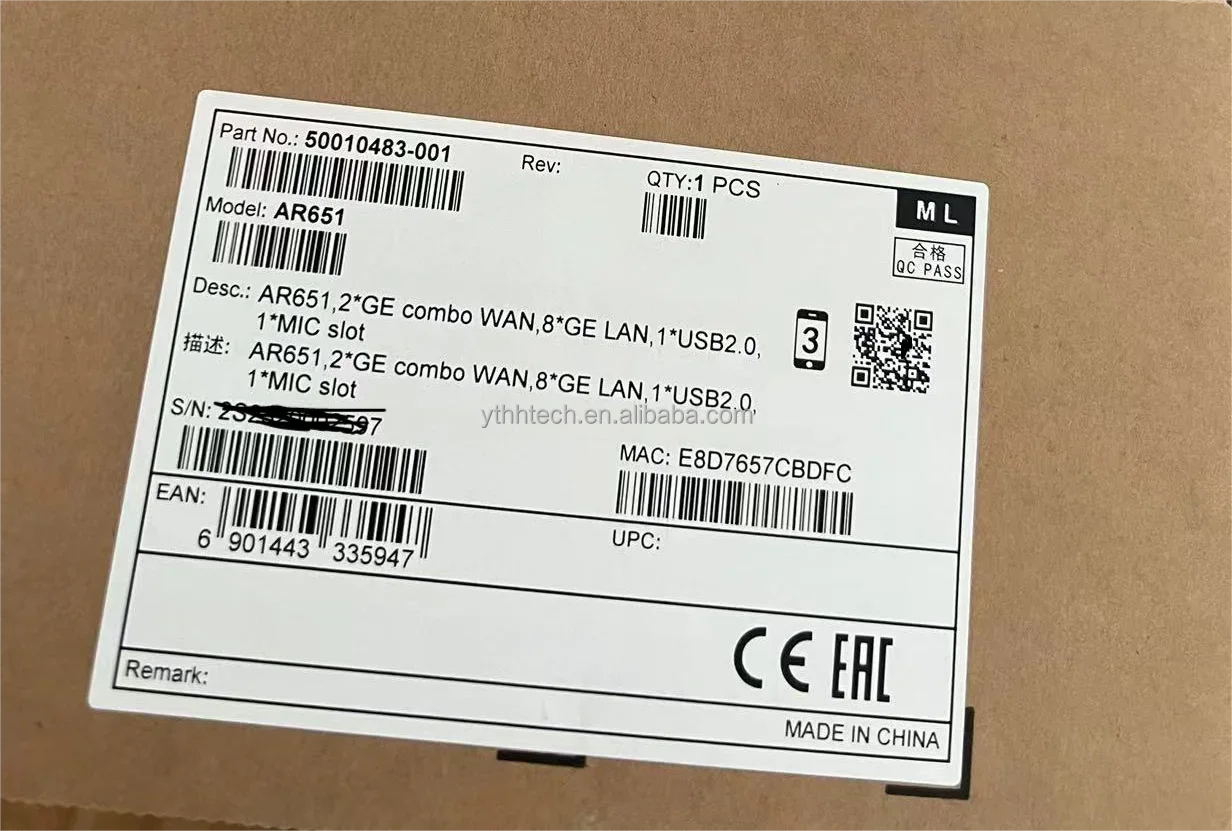 Part No.: 50010483-001
Rev:
QTY:1 PCS
ML
Model: AR651
合格
QC PASS
Desc.: AR651,2*GE combo WAN,8*GE LAN,1*USB2.0,
1*MIC slot
3
描述: AR651,2*GE combo WAN,8*GE LAN,1*USB2.0,
1*MIC slot
ythhtech.en.alibaba.com
S/N:
MAC: E8D7657CBDFC
EAN:
6 901443 335947
UPC:
CE EAC
Remark:
MADE IN CHINA